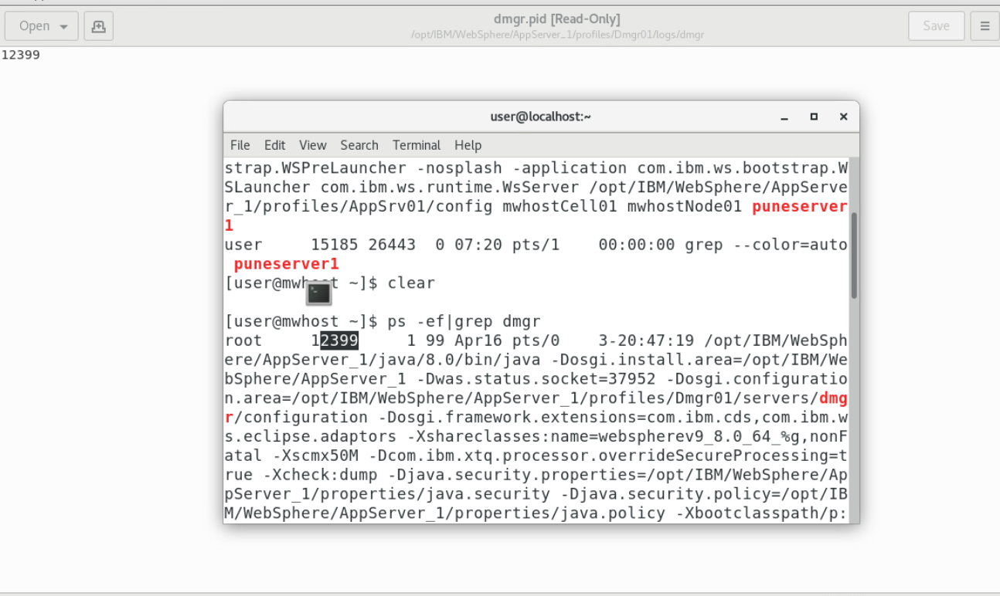 Open
dmgr.pid [Read-Only]
/opt/IBM/WebSphere/AppServer_1/profiles/Dmgr01/logs/dmgr
Save
12399
user@localhost:~
File Edit View Search Terminal Help
strap.WSPreLauncher -nosplash -application com.ibm.ws.bootstrap.W
SLauncher com.ibm.ws.runtime.WsServer /opt/IBM/WebSphere/AppServe
r_1/profiles/AppSrv01/config mwhostCell01 mwhostNode01 puneserver
1
user     15185 26443  0 07:20 pts/1    00:00:00 grep --color=auto
 puneserver1
[user@mwhost ~]$ clear
[user@mwhost ~]$ ps -ef|grep dmgr
root     12399     1 99 Apr16 pts/0    3-20:47:19 /opt/IBM/WebSph
ere/AppServer_1/java/8.0/bin/java -Dosgi.install.area=/opt/IBM/We
bSphere/AppServer_1 -Dwas.status.socket=37952 -Dosgi.configuratio
n.area=/opt/IBM/WebSphere/AppServer_1/profiles/Dmgr01/servers/dmg
r/configuration -Dosgi.framework.extensions=com.ibm.cds,com.ibm.w
s.eclipse.adaptors -Xshareclasses:name=webspherev9_8.0_64_%g,nonF
atal -Xscmx50M -Dcom.ibm.xtq.processor.overrideSecureProcessing=t
rue -Xcheck:dump -Djava.security.properties=/opt/IBM/WebSphere/Ap
pServer_1/properties/java.security -Djava.security.policy=/opt/IB
M/WebSphere/AppServer_1/properties/java.policy -Xbootclasspath/p: